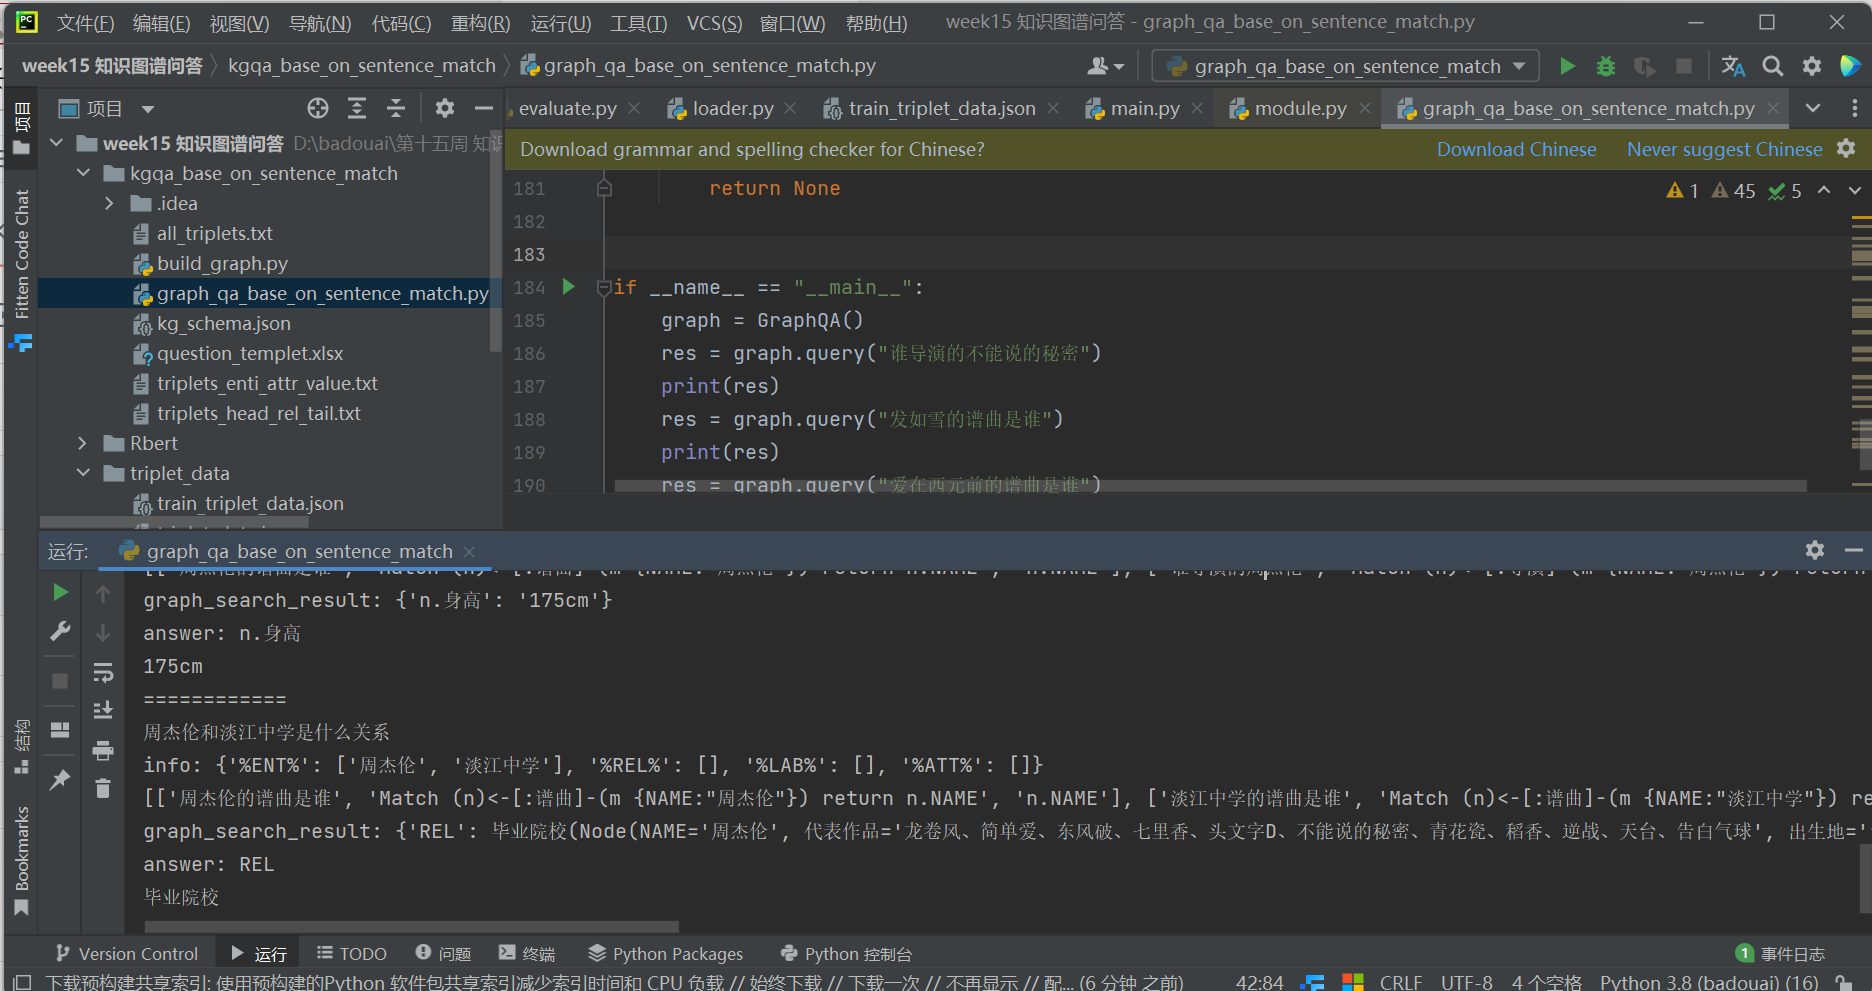 文件(F) 编辑(E) 视图(V) 导航(N) 代码(C) 重构(R) 运行(U) 工具(T) VCS(S) 窗口(W) 帮助(H) week15 知识图谱问答 - graph_qa_base_on_sentence_match.py
week15 知识图谱问答 kgqa_base_on_sentence_match graph_qa_base_on_sentence_match.py graph_qa_base_on_sentence_match
项目
evaluate.py loader.py train_triplet_data.json main.py module.py graph_qa_base_on_sentence_match.py
Download grammar and spelling checker for Chinese? Download Chinese Never suggest Chinese
项目
Fitten Code Chat
结构
Bookmarks
week15 知识图谱问答 D:\badouai\第十五周 知识
kgqa_base_on_sentence_match
.idea
all_triplets.txt
build_graph.py
graph_qa_base_on_sentence_match.py
kg_schema.json
question_templet.xlsx
triplets_enti_attr_value.txt
triplets_head_rel_tail.txt
Rbert
triplet_data
train_triplet_data.json
1 45 5
181 return None
182
183
184 if __name__ == "__main__":
185 graph = GraphQA()
186 res = graph.query("谁导演的不能说的秘密")
187 print(res)
188 res = graph.query("发如雪的谱曲是谁")
189 print(res)
190 res = graph.query("爱在西元前的谱曲是谁")
运行: graph_qa_base_on_sentence_match
graph_search_result: {'n.身高': '175cm'}
answer: n.身高
175cm
============
周杰伦和淡江中学是什么关系
info: {'%ENT%': ['周杰伦', '淡江中学'], '%REL%': [], '%LAB%': [], '%ATT%': []}
[['周杰伦的谱曲是谁', 'Match (n)<-[:谱曲]-(m {NAME:"周杰伦"}) return n.NAME', 'n.NAME'], ['淡江中学的谱曲是谁', 'Match (n)<-[:谱曲]-(m {NAME:"淡江中学"}) re
graph_search_result: {'REL': 毕业院校(Node(NAME='周杰伦', 代表作品='龙卷风、简单爱、东风破、七里香、头文字D、不能说的秘密、青花瓷、稻香、逆战、天台、告白气球', 出生地='
answer: REL
毕业院校
Version Control 运行 TODO 问题 终端 Python Packages Python 控制台 1 事件日志
下载预构建共享索引: 使用预构建的Python 软件包共享索引减少索引时间和 CPU 负载 // 始终下载 // 下载一次 // 不再显示 // 配... (6 分钟 之前) 42:84 CRLF UTF-8 4 个空格 Python 3.8 (badouai) (16)